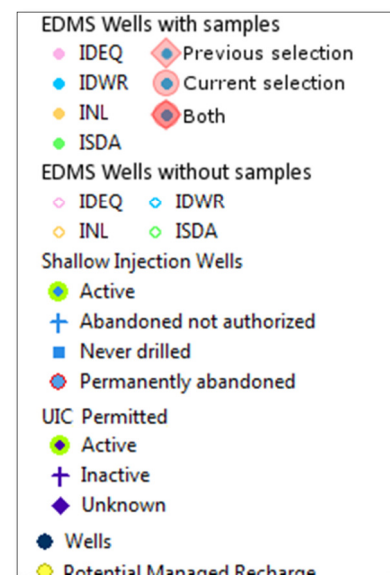 EDMS Wells with samples
IDEQ Previous selection
IDWR Current selection
INL Both
ISDA
EDMS Wells without samples
IDEQ IDWR
INL ISDA
Shallow Injection Wells
Active
Abandoned not authorized
Never drilled
Permanently abandoned
UIC Permitted
Active
Inactive
Unknown
Wells
Potential Managed Recharge